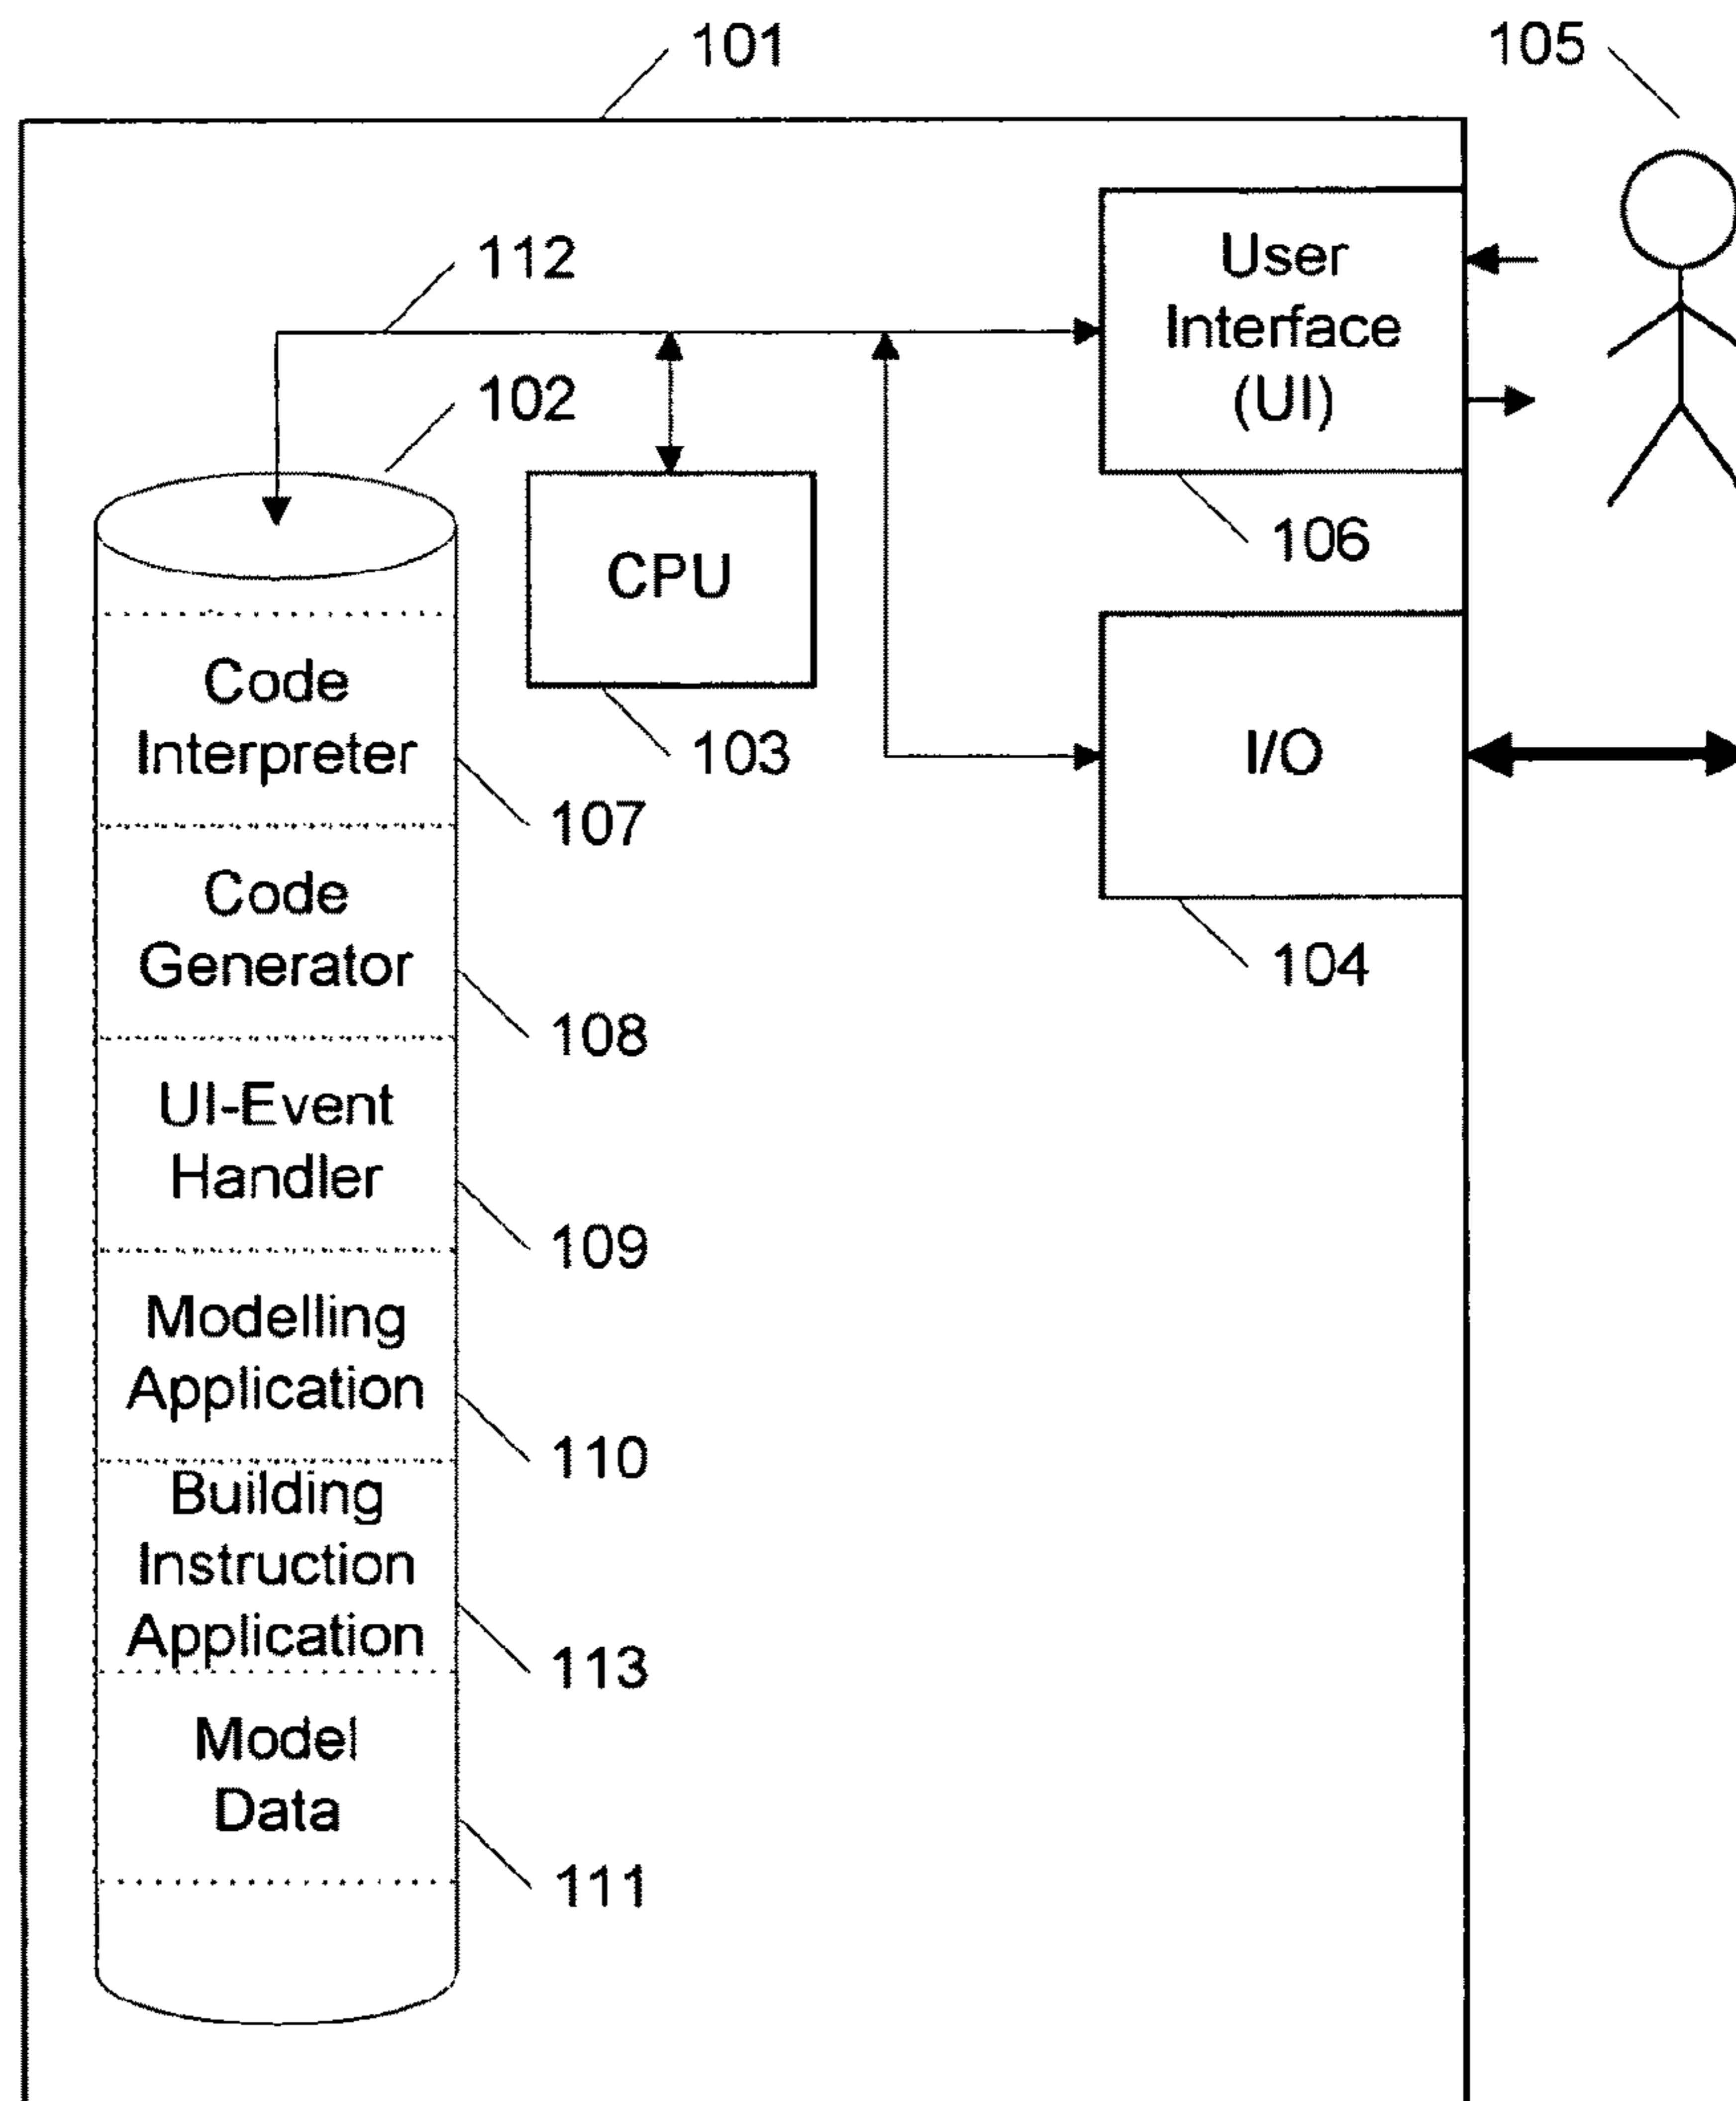 101
105
112
User
Interface
(UI)
102
106
CPU
103
I/O
104
Code
Interpreter
107
Code
Generator
108
UI-Event
Handler
109
Modelling
Application
110
Building
Instruction
Application
113
Model
Data
111